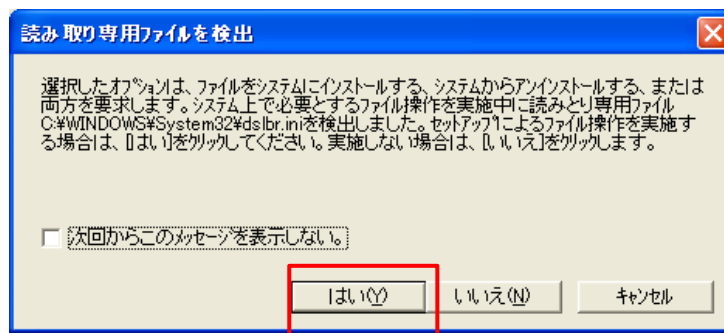 読み取り専用ファイルを検出
選択したオプションは、ファイルをシステムにインストールする、システムからアンインストールする、または
両方を要求します。システム上で必要とするファイル操作を実施中に読みとり専用ファイル
C:¥WINDOWS¥System32¥dslbr.iniを検出しました。セットアップによるファイル操作を実施す
る場合は、[はい]をクリックしてください。実施しない場合は、[いいえ]をクリックします。
次回からこのメッセージを表示しない。
はい(Y) いいえ(N) キャンセル